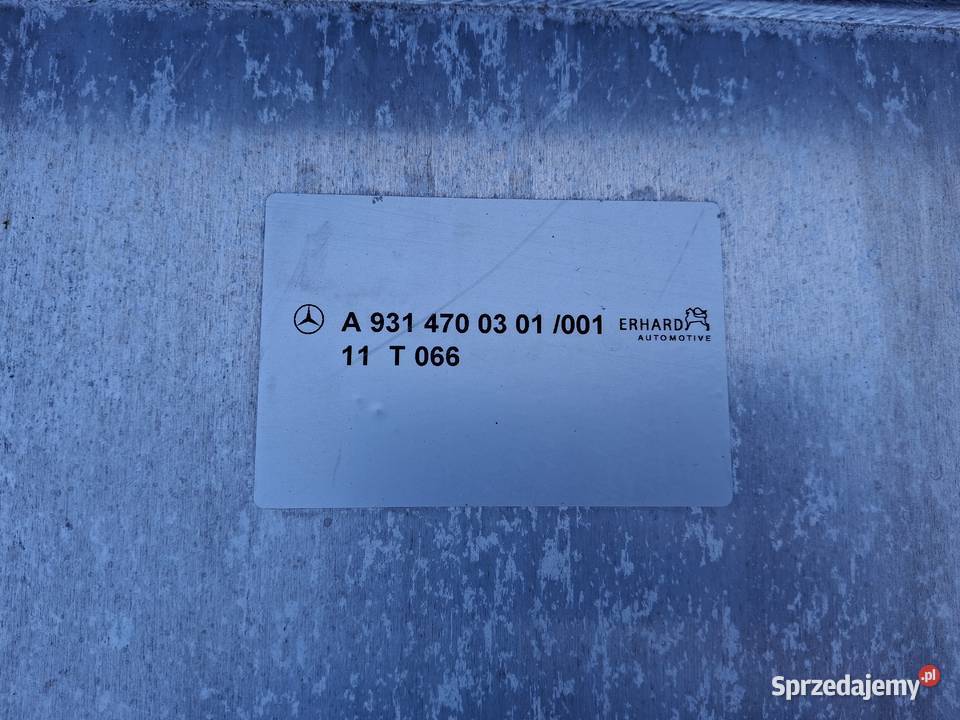 A 931 470 03 01 /001
ERHARD
AUTOMOTIVE
11 T 066
Sprzedajemy.pl